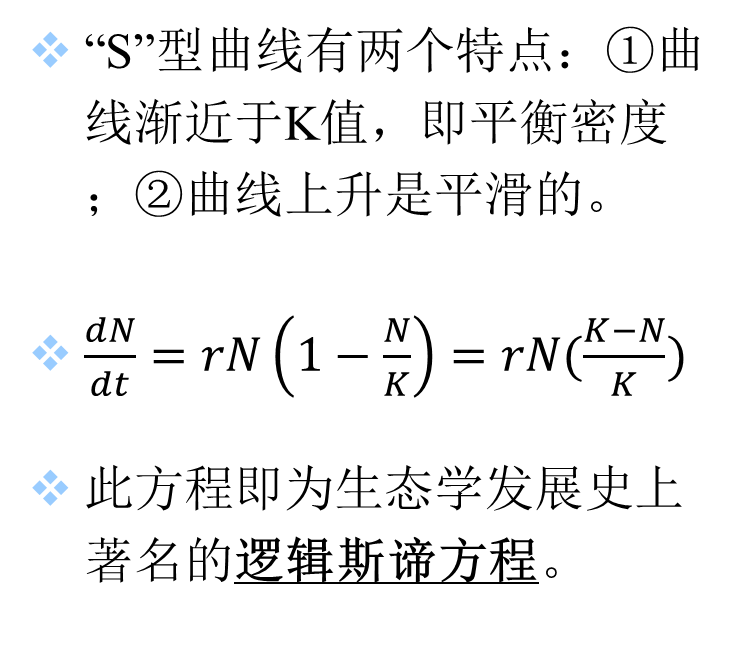 “S”型曲线有两个特点：①曲
线渐近于K值，即平衡密度
；②曲线上升是平滑的。
dN/dt = rN(1 − N/K) = rN((K−N)/K)
此方程即为生态学发展史上
著名的逻辑斯谛方程。